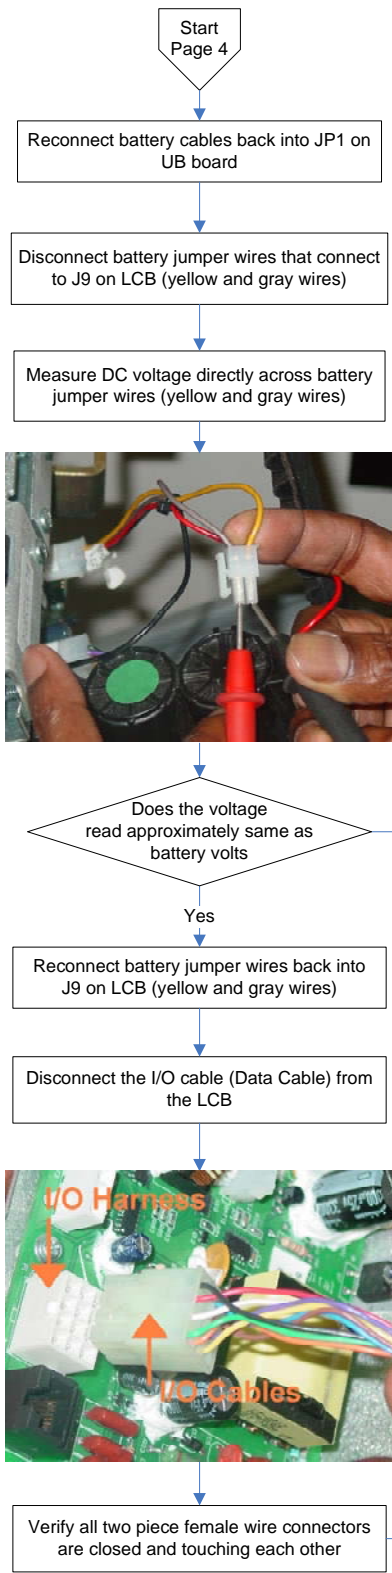 Start
Page 4
Reconnect battery cables back into JP1 on
UB board
Disconnect battery jumper wires that connect
to J9 on LCB (yellow and gray wires)
Measure DC voltage directly across battery
jumper wires (yellow and gray wires)
Does the voltage
read approximately same as
battery volts
Yes
Reconnect battery jumper wires back into
J9 on LCB (yellow and gray wires)
Disconnect the I/O cable (Data Cable) from
the LCB
I/O Harness
I/O Cables
Verify all two piece female wire connectors
are closed and touching each other